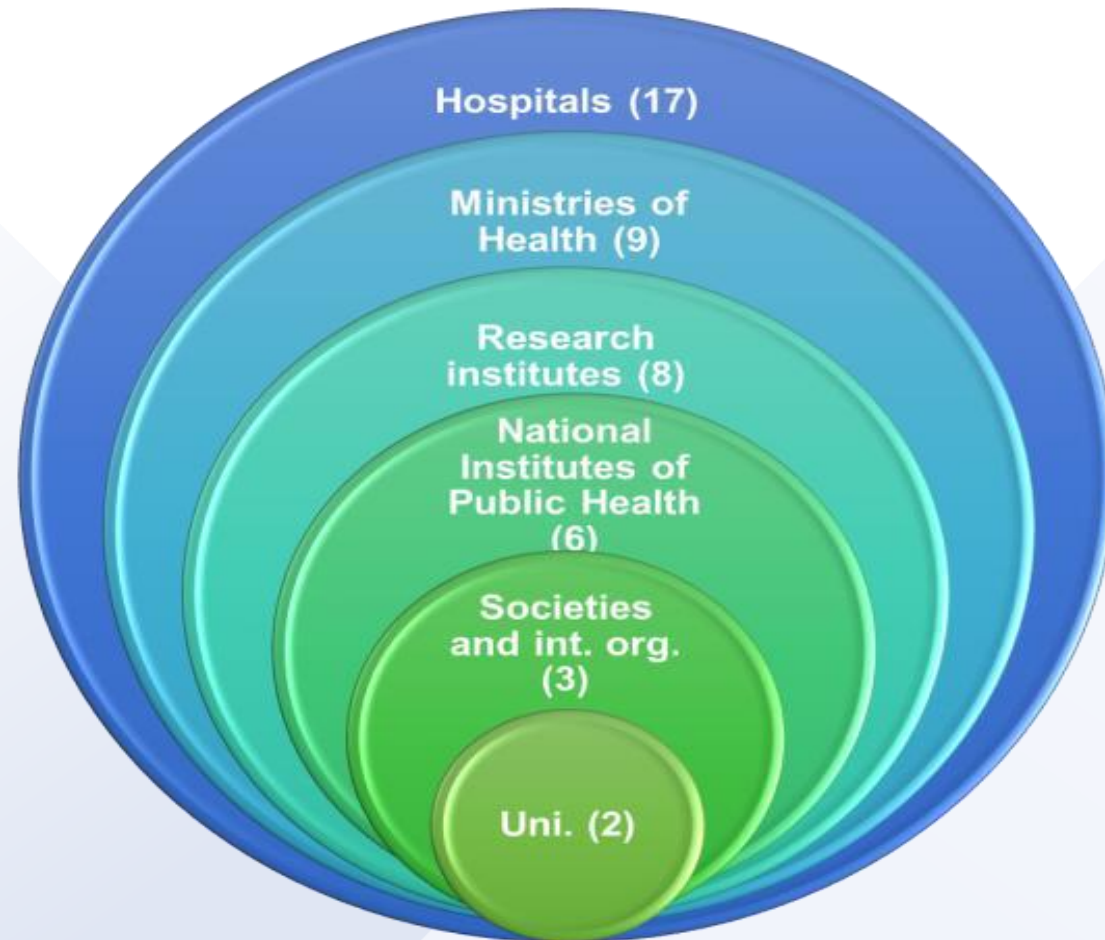 Hospitals (17)
Ministries of
Health (9)
Research
institutes (8)
National
Institutes of
Public Health
(6)
Societies
and int. org.
(3)
Uni. (2)